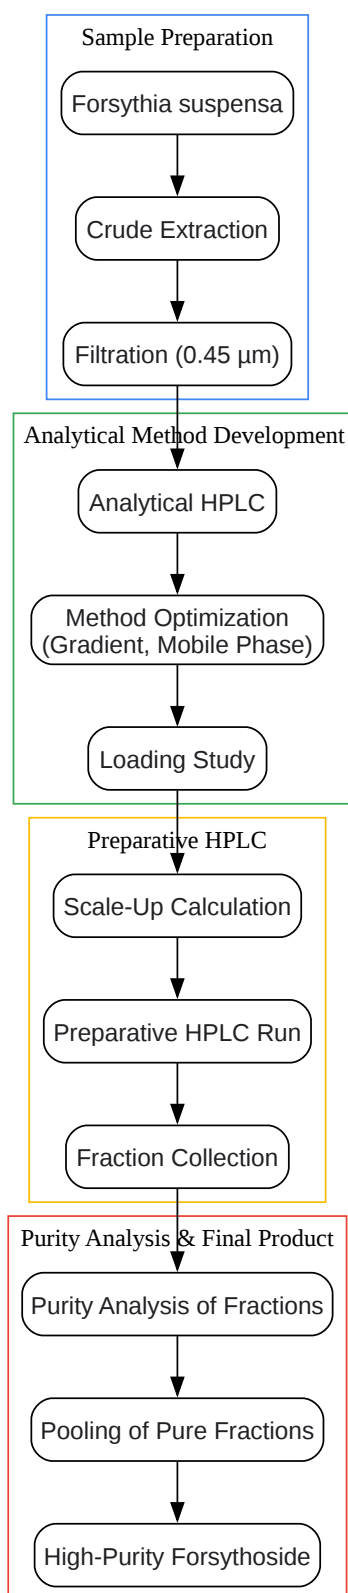 Sample Preparation
Forsythia suspensa
Crude Extraction
Filtration (0.45 µm)
Analytical Method Development
Analytical HPLC
Method Optimization
(Gradient, Mobile Phase)
Loading Study
Preparative HPLC
Scale-Up Calculation
Preparative HPLC Run
Fraction Collection
Purity Analysis & Final Product
Purity Analysis of Fractions
Pooling of Pure Fractions
High-Purity Forsythoside